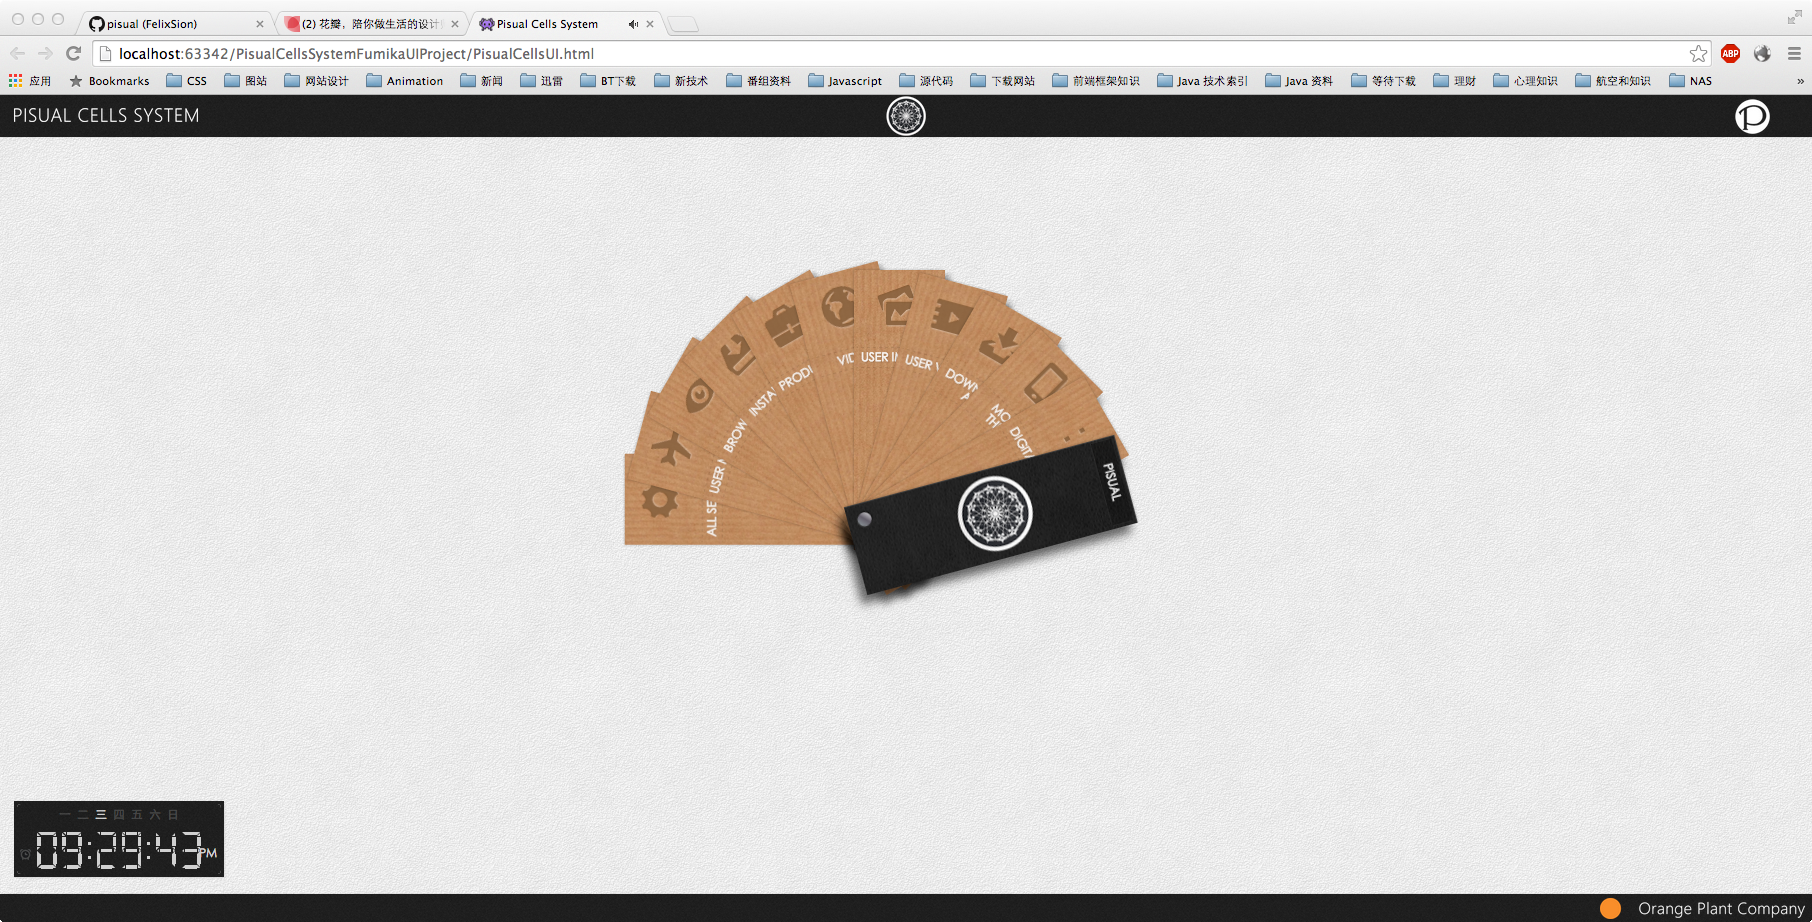 pisual (FelixSion)
(2) 花瓣，陪你做生活的设计
Pisual Cells System
localhost:63342/PisualCellsSystemFumikaUIProject/PisualCellsUI.html
ABP
应用 Bookmarks CSS 图站 网站设计 Animation 新闻 迅雷 BT下载 新技术 番组资料 Javascript 源代码 下载网站 前端框架知识 Java 技术索引 Java 资料 等待下载 理财 心理知识 航空和知识 NAS »
PISUAL CELLS SYSTEM
P
ALL SE
USER
BROW
INSTA
PRODU
VID
USER I
USER
DOWN
A
MC
TH
DIGITA
PISUAL
一 二 三 四 五 六 日
09:29:43 PM
Orange Plant Company